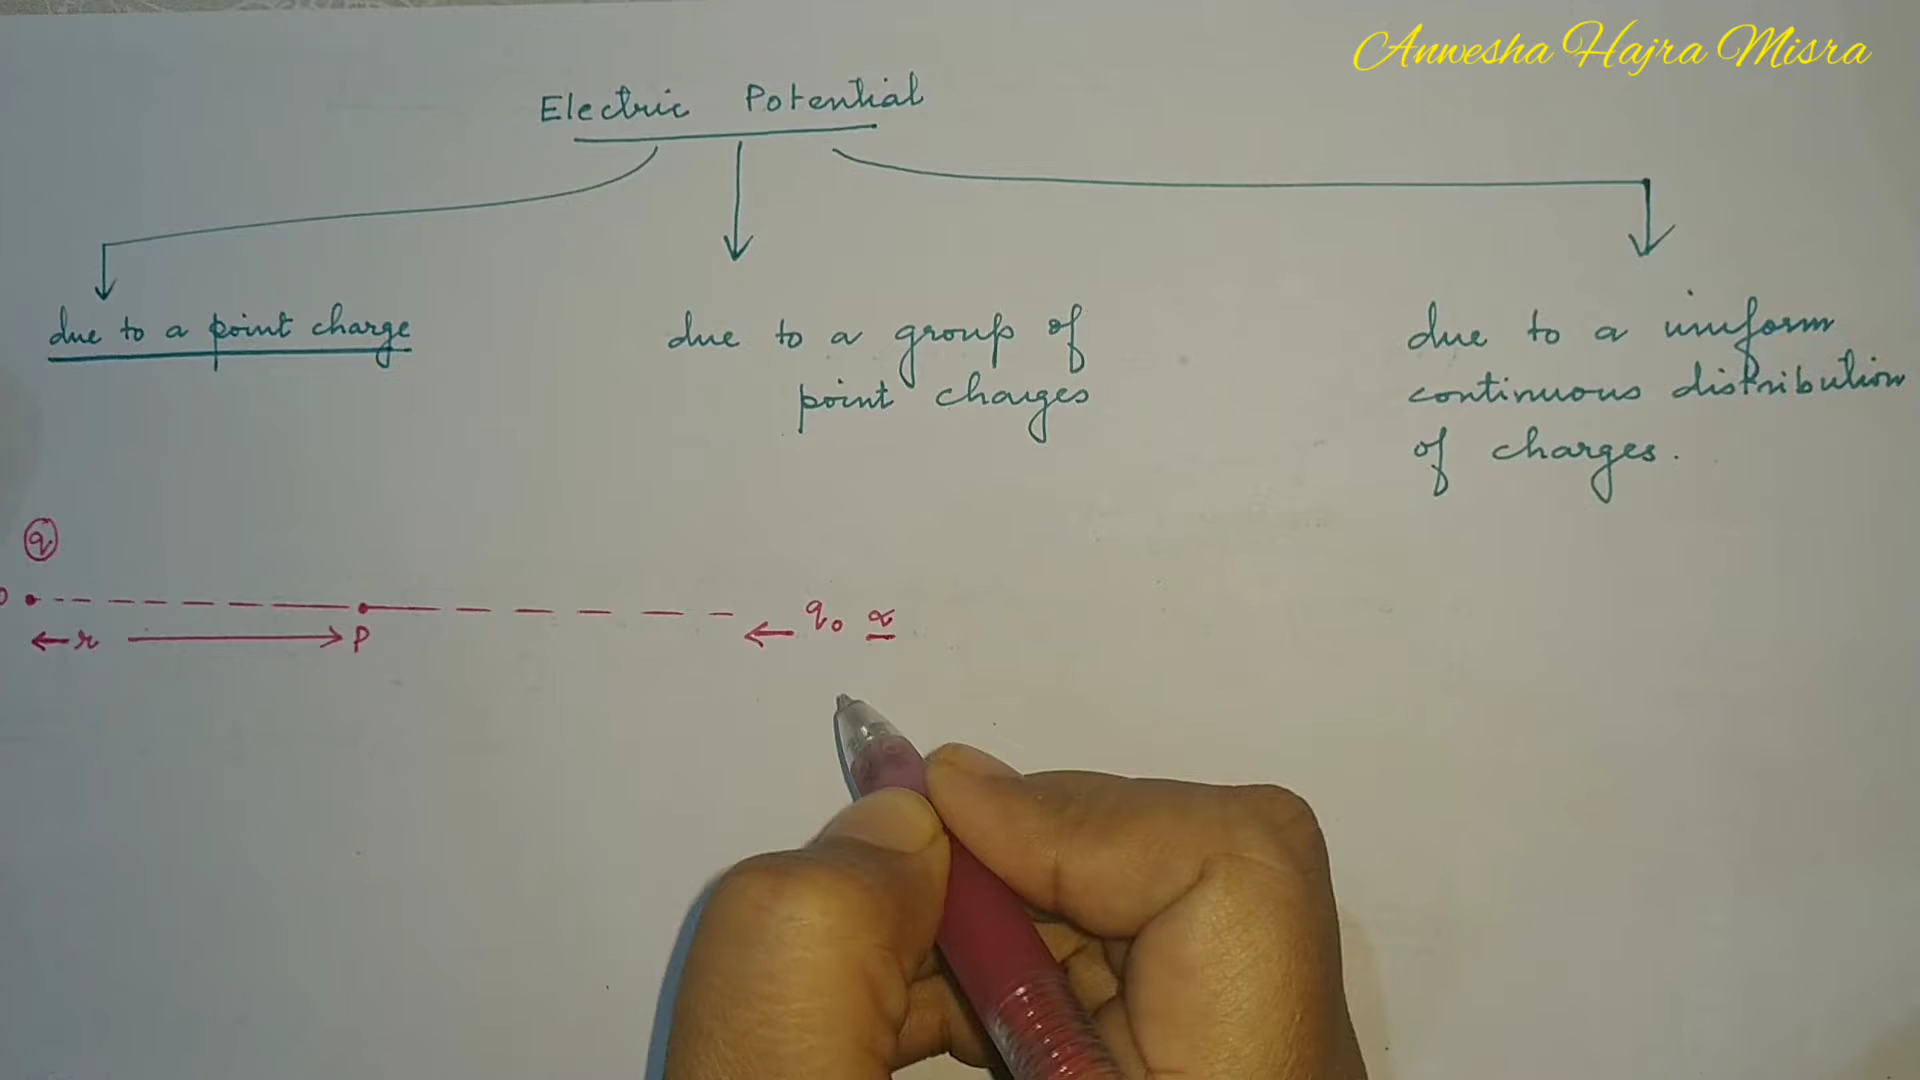 Anwesha Hajra Misra
Electric Potential
due to a point charge
due to a group of
point charges
due to a uniform
continuous distribution
of charges.
q
O
r P
q₀ ∝